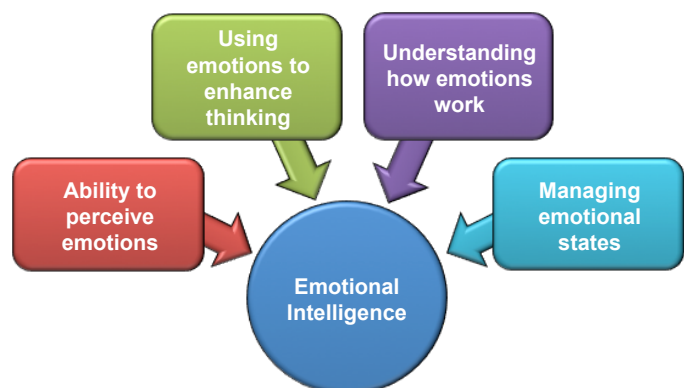 Using
emotions to
enhance
thinking
Understanding
how emotions
work
Ability to
perceive
emotions
Managing
emotional
states
Emotional
Intelligence